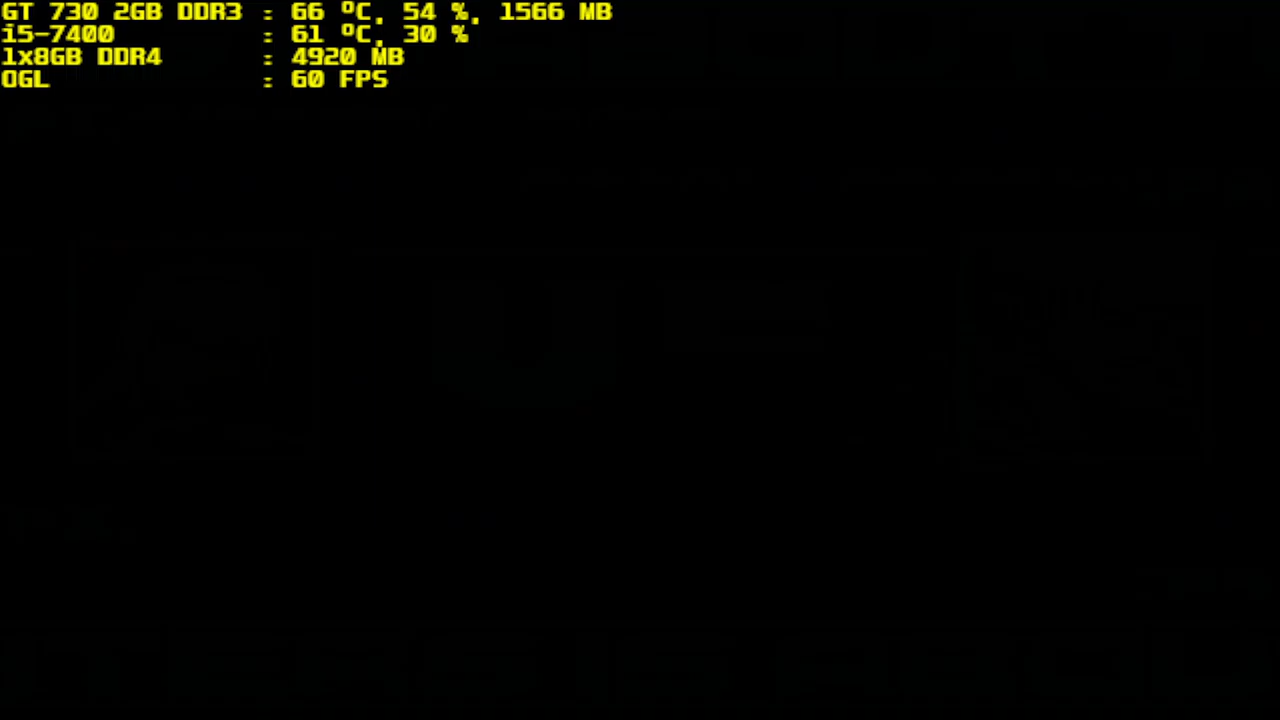 GT 730 2GB DDR3 : 66 ºC, 54 %, 1566 MB
i5-7400 : 61 ºC, 30 %
1x8GB DDR4 : 4920 MB
OGL : 60 FPS